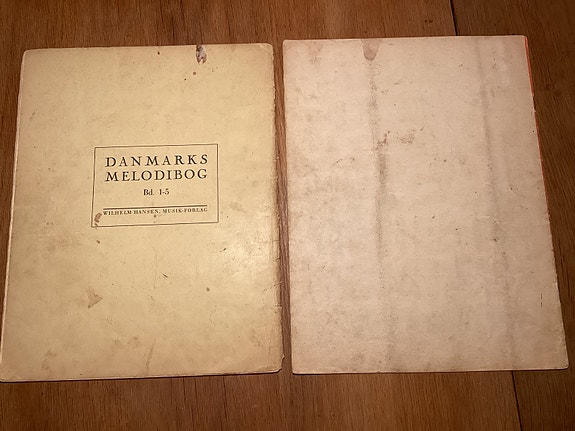 DANMARKS
MELODIBOG
Bd. 1-5
WILHELM HANSEN, MUSIK-FORLAG